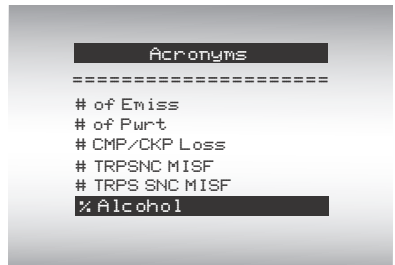 Acronyms
=====================
# of Emiss
# of Pwrt
# CMP/CKP Loss
# TRPSNC MISF
# TRPS SNC MISF
% Alcohol